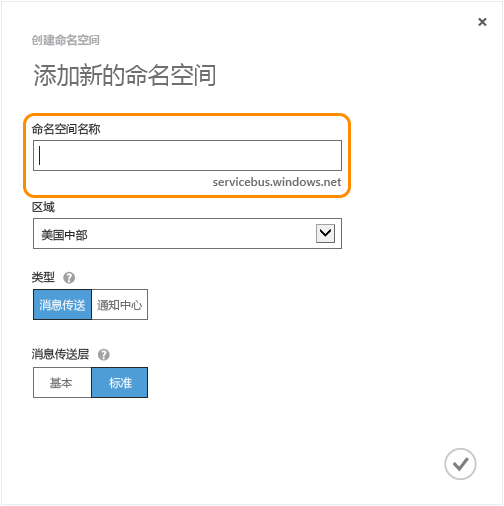 创建命名空间
添加新的命名空间
命名空间名称
servicebus.windows.net
区域
美国中部
类型 ?
消息传送 通知中心
消息传送层 ?
基本 标准